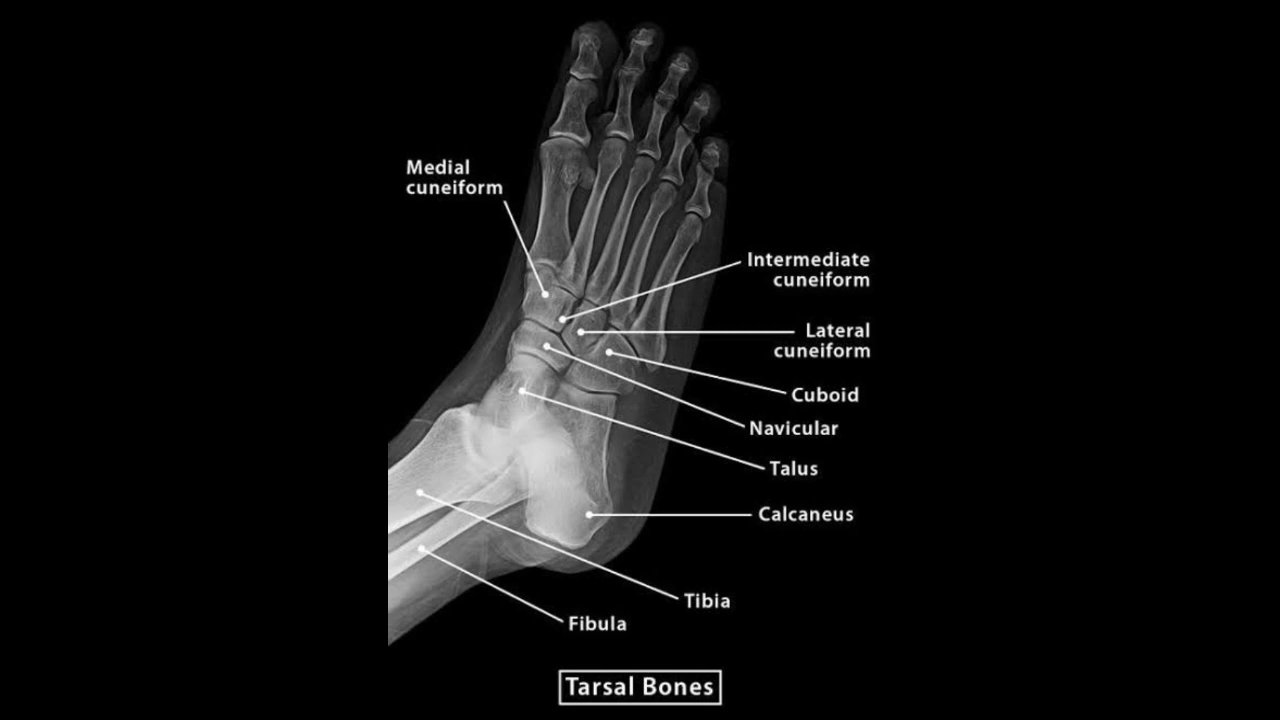 Medial
cuneiform
Intermediate
cuneiform
Lateral
cuneiform
Cuboid
Navicular
Talus
Calcaneus
Tibia
Fibula
Tarsal Bones